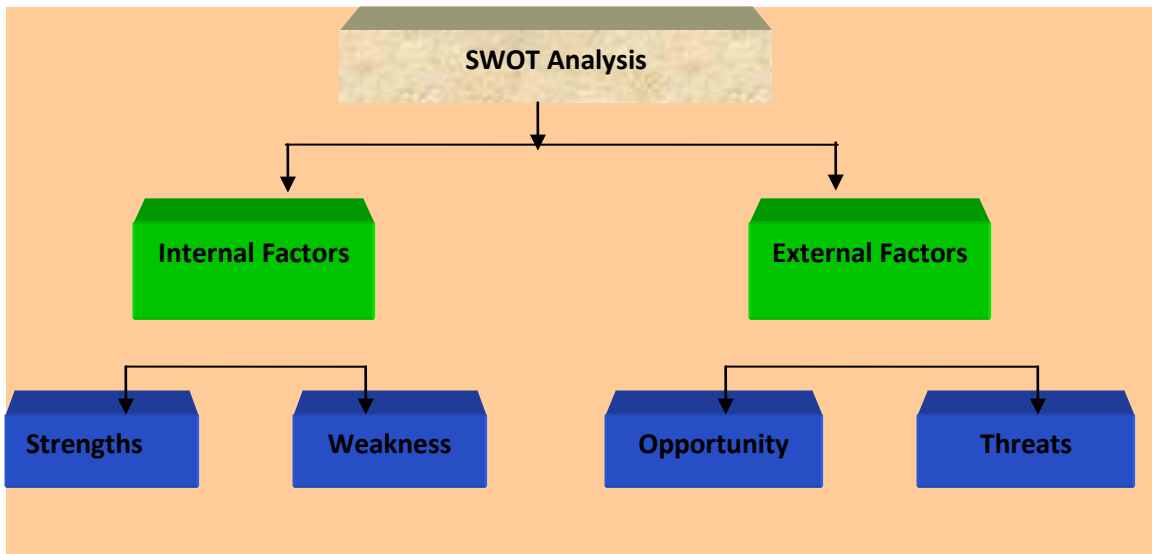 SWOT Analysis
Internal Factors
External Factors
Strengths
Weakness
Opportunity
Threats